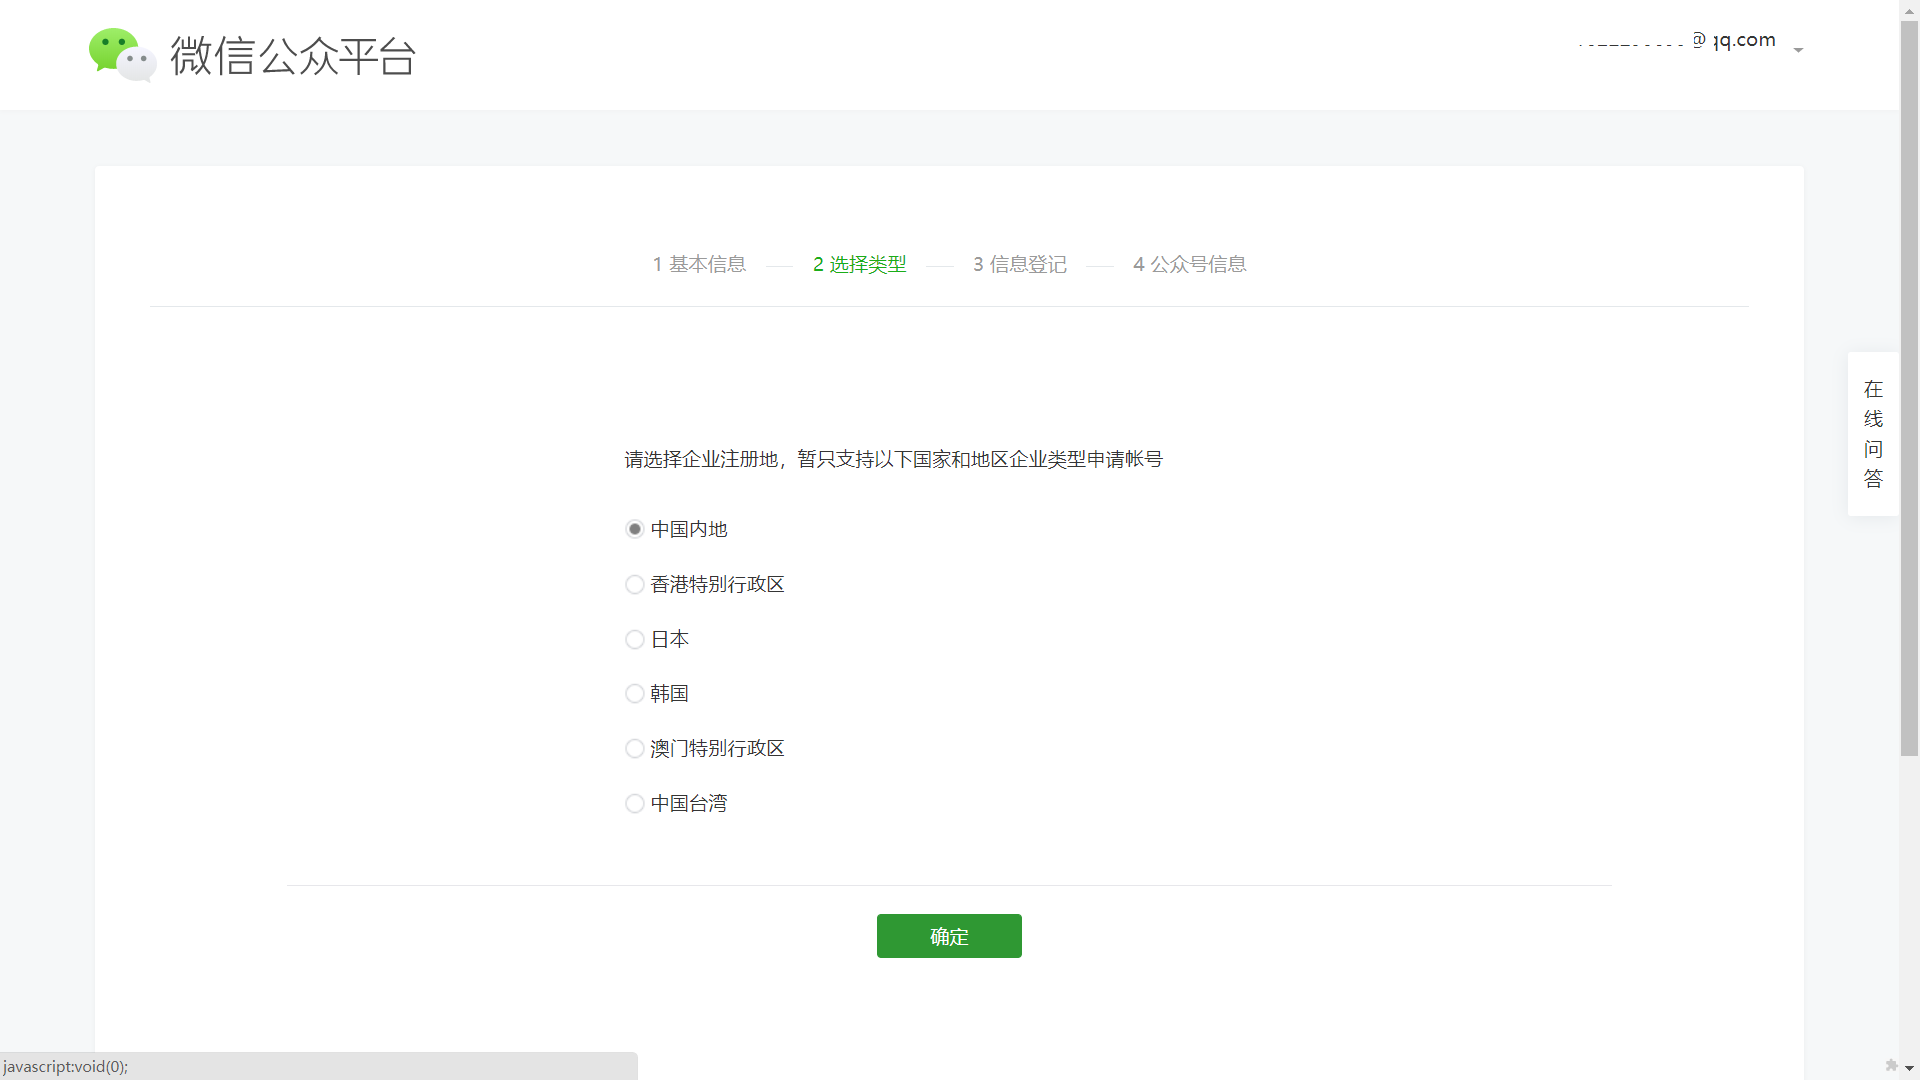 微信公众平台
@qq.com
1 基本信息
2 选择类型
3 信息登记
4 公众号信息
请选择企业注册地，暂只支持以下国家和地区企业类型申请帐号
中国内地
香港特别行政区
日本
韩国
澳门特别行政区
中国台湾
确定
在
线
问
答
javascript:void(0);